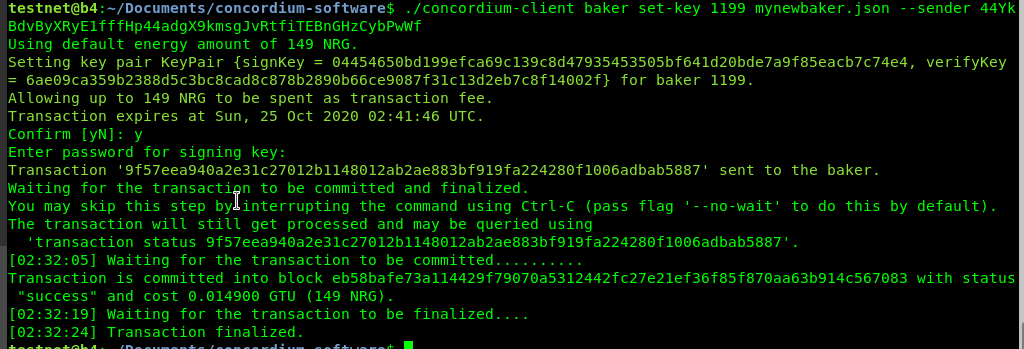 testnet@b4:~/Documents/concordium-software$ ./concordium-client baker set-key 1199 mynewbaker.json --sender 44Yk
BdvByXRyE1fffHp44adgX9kmsgJvRtfiTEBnGHzCybPwWf
Using default energy amount of 149 NRG.
Setting key pair KeyPair {signKey = 04454650bd199efca69c139c8d47935453505bf641d20bde7a9f85eacb7c74e4, verifyKey
= 6ae09ca359b2388d5c3bc8cad8c878b2890b66ce9087f31c13d2eb7c8f14002f} for baker 1199.
Allowing up to 149 NRG to be spent as transaction fee.
Transaction expires at Sun, 25 Oct 2020 02:41:46 UTC.
Confirm [yN]: y
Enter password for signing key:
Transaction '9f57eea940a2e31c27012b1148012ab2ae883bf919fa224280f1006adbab5887' sent to the baker.
Waiting for the transaction to be committed and finalized.
You may skip this step by interrupting the command using Ctrl-C (pass flag '--no-wait' to do this by default).
The transaction will still get processed and may be queried using
  'transaction status 9f57eea940a2e31c27012b1148012ab2ae883bf919fa224280f1006adbab5887'.
[02:32:05] Waiting for the transaction to be committed..........
Transaction is committed into block eb58bafe73a114429f79070a5312442fc27e21ef36f85f870aa63b914c567083 with status
 "success" and cost 0.014900 GTU (149 NRG).
[02:32:19] Waiting for the transaction to be finalized....
[02:32:24] Transaction finalized.
testnet@b4:~/Documents/concordium-software$